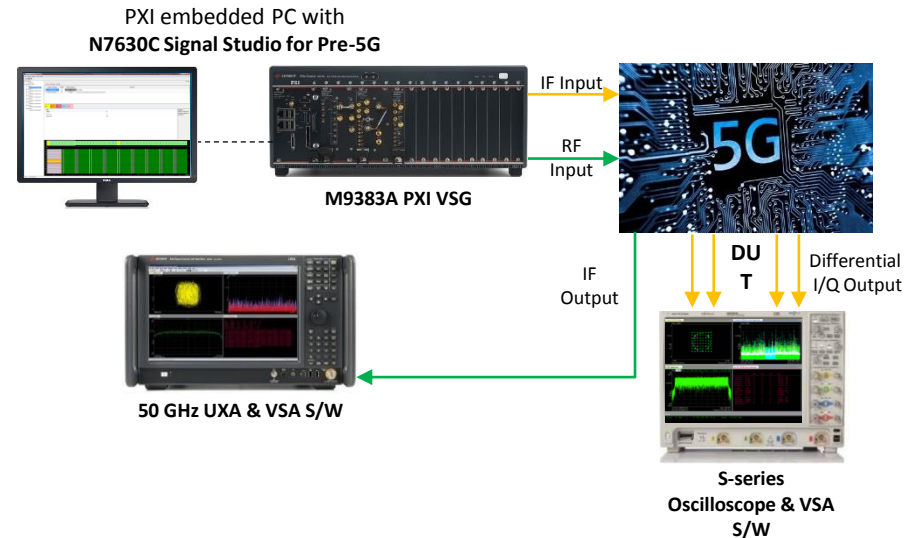 PXI embedded PC with
N7630C Signal Studio for Pre-5G
IF Input
RF
Input
5G
M9383A PXI VSG
DU
T
Differential
I/Q Output
IF
Output
50 GHz UXA & VSA S/W
S-series
Oscilloscope & VSA
S/W